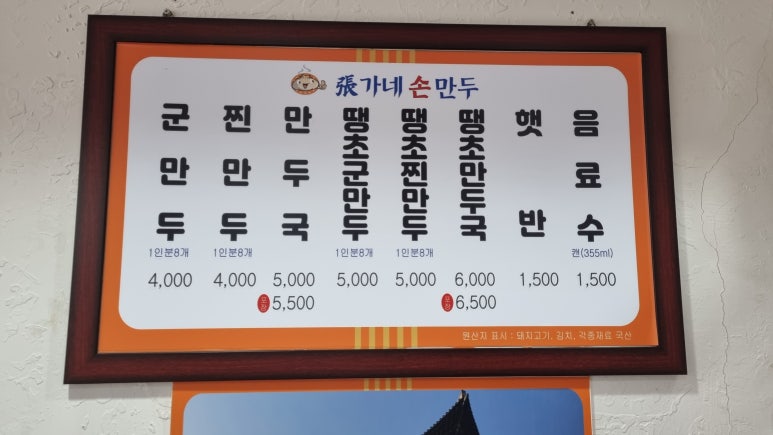 張가네 손만두
군만두
1인분8개
4,000
찐만두
1인분8개
4,000
만두국
5,000
포장 5,500
땡초군만두
1인분8개
5,000
땡초찐만두
1인분8개
5,000
땡초만두국
6,000
포장 6,500
햇반
1,500
음료수
캔(355ml)
1,500
원산지 표시 : 돼지고기, 김치, 각종재료 국산